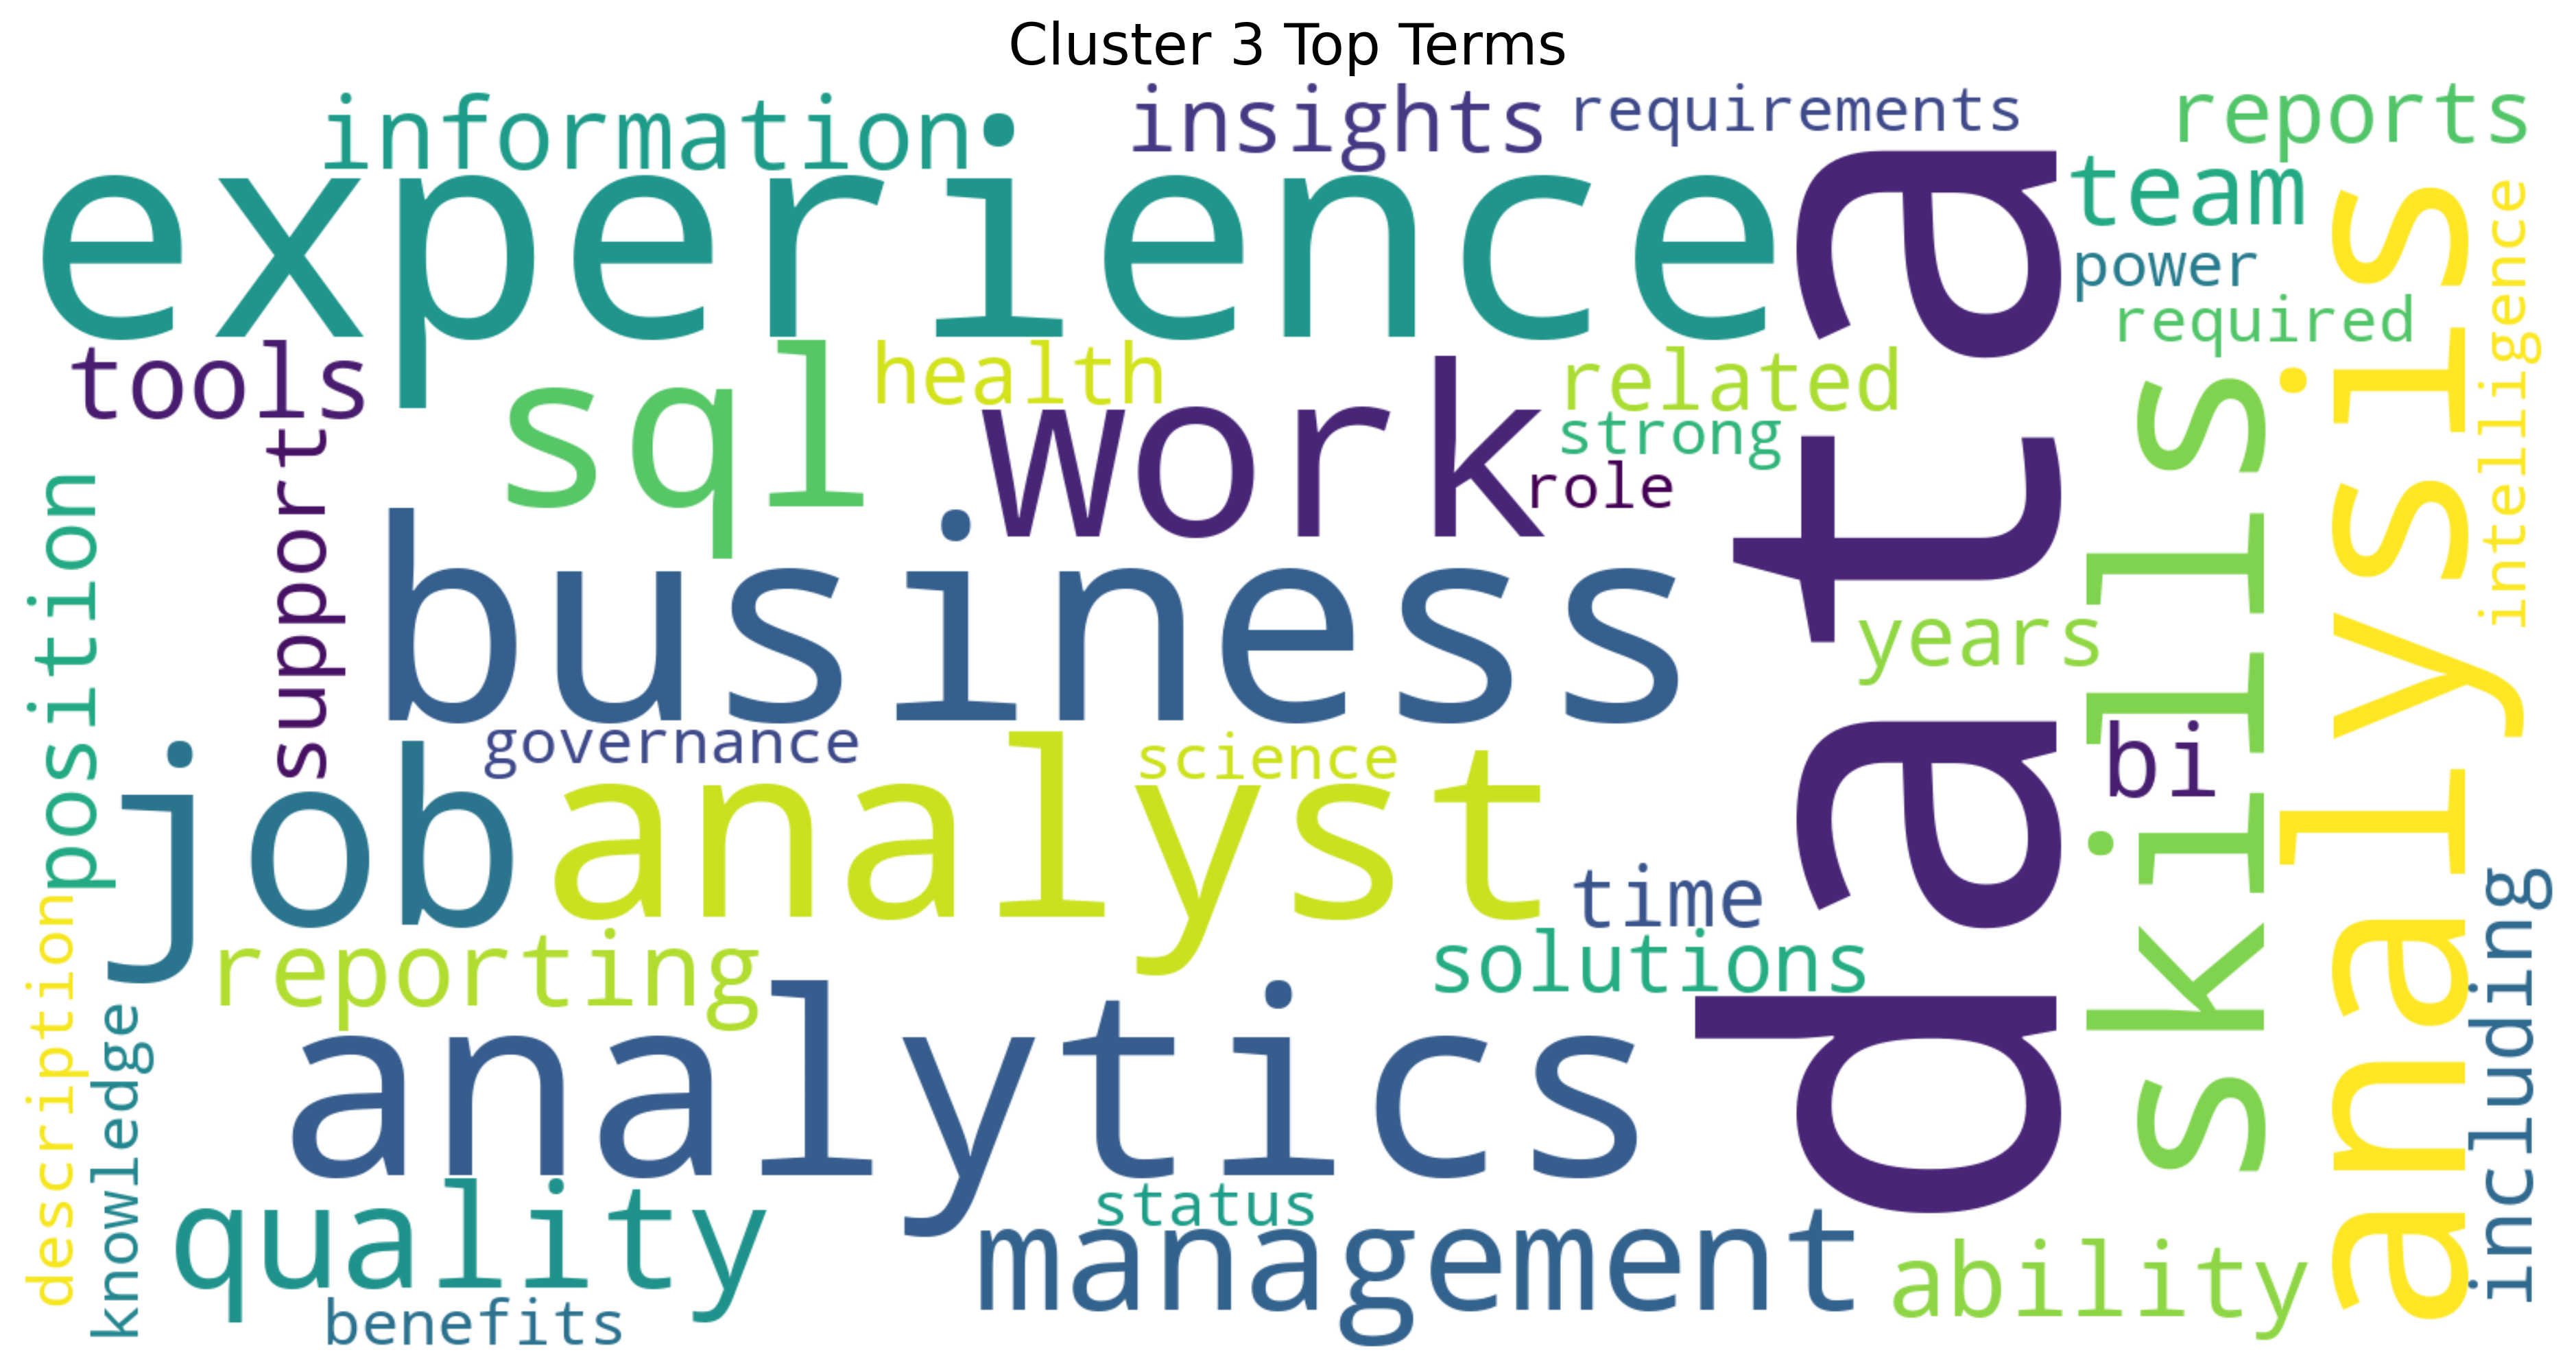 Cluster 3 Top Terms
information
insights
requirements
reports
experience
data
team
power
required
analysis
intelligence
tools
sql
health
work
related
strong
role
skills
support
position
business
years
governance
science
bi
job
analyst
time
solutions
reporting
including
description
knowledge
analytics
quality
status
management
ability
benefits